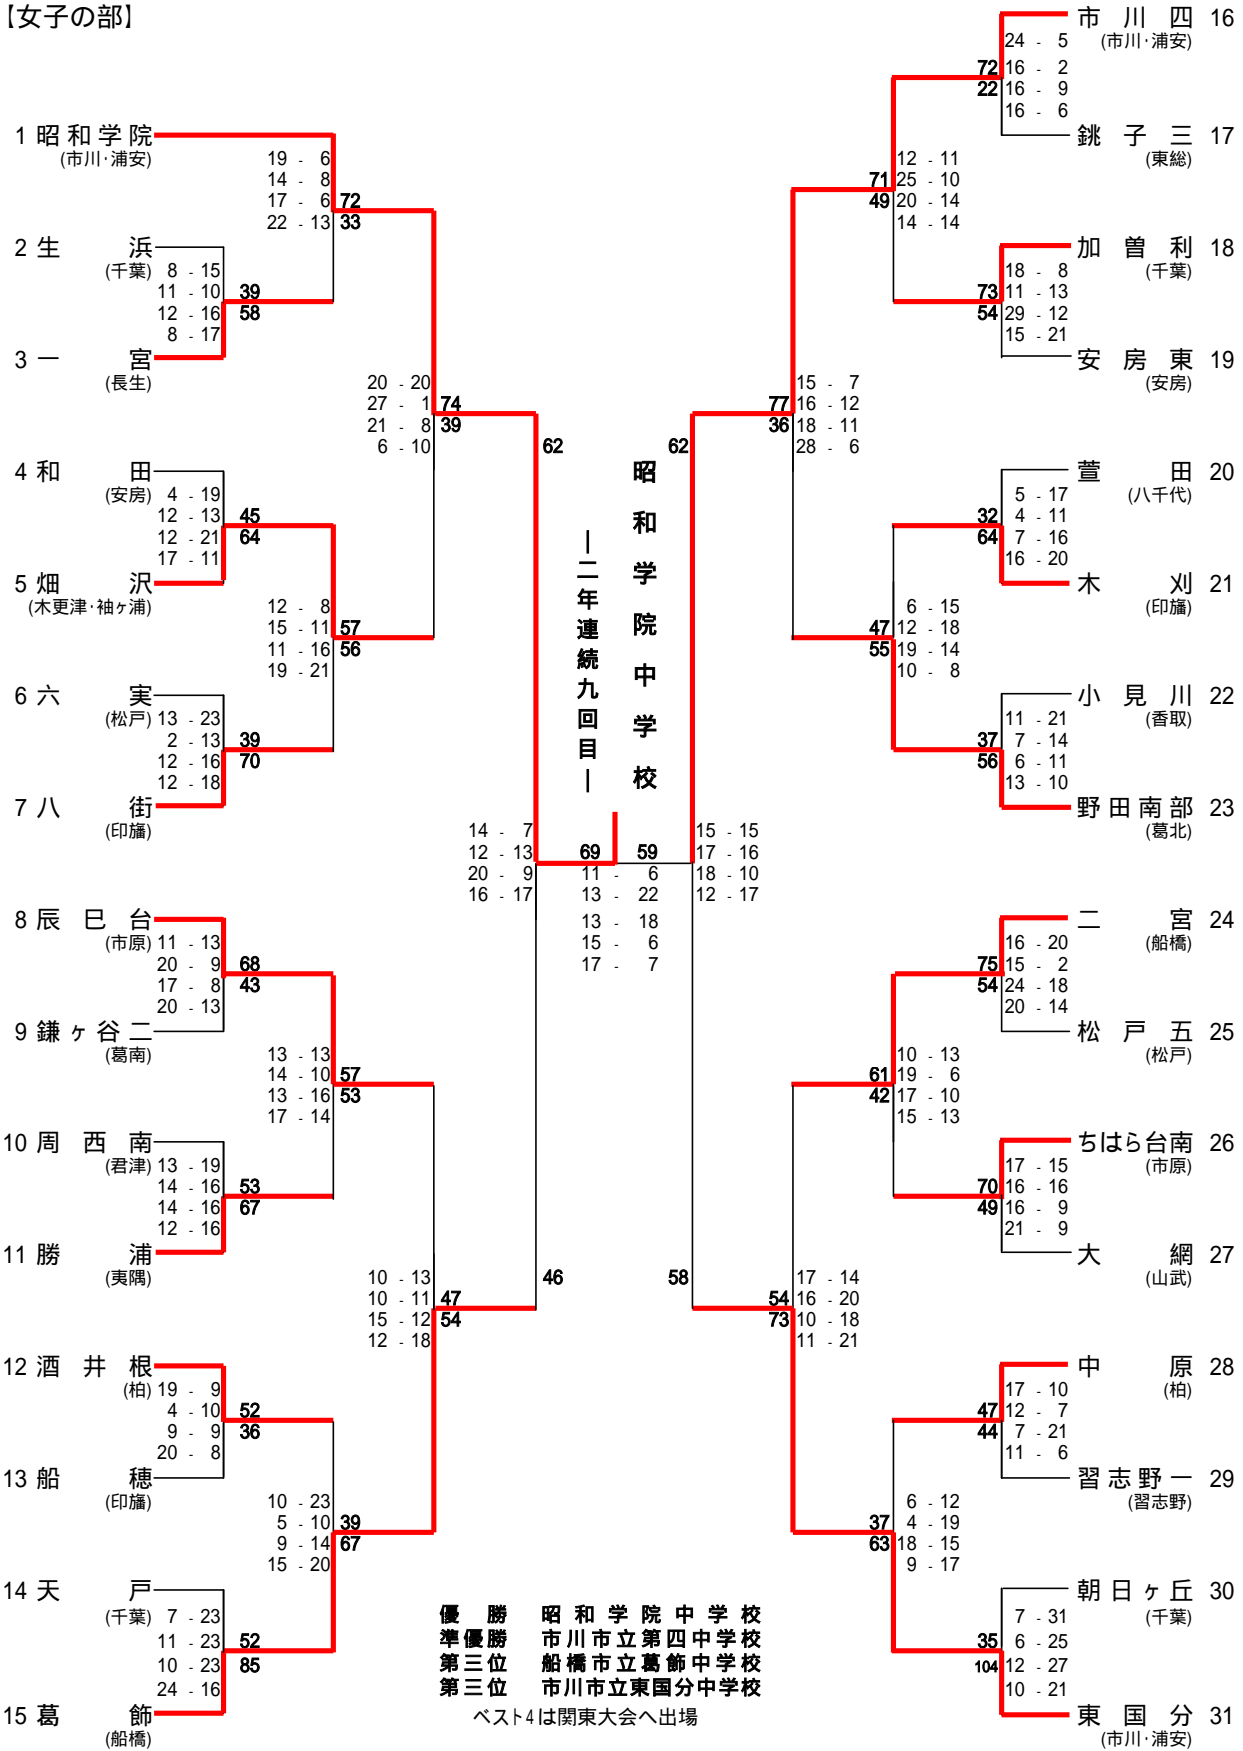 【女子の部】
1 昭和学院
(市川･浦安)
19 - 6
14 - 8
17 - 6 72
22 - 13 33
2 生浜
(千葉) 8 - 15
11 - 10 39
12 - 16 58
8 - 17
3 一宮
(長生)
20 - 20
27 - 1 74
21 - 8 39
6 - 10
4 和田
(安房) 4 - 19
12 - 13 45
12 - 21 64
17 - 11
5 畑沢
(木更津･袖ヶ浦)
12 - 8
15 - 11 57
11 - 16 56
19 - 21
6 六実
(松戸) 13 - 23
2 - 13 39
12 - 16 70
12 - 18
7 八街
(印旛)
62
14 - 7
12 - 13
20 - 9
16 - 17
46
8 辰巳台
(市原) 11 - 13
20 - 9 68
17 - 8 43
20 - 13
9 鎌ヶ谷二
(葛南)
13 - 13
14 - 10 57
13 - 16 53
17 - 14
10 周西南
(君津) 13 - 19
14 - 16 53
14 - 16 67
12 - 16
11 勝浦
(夷隅)
10 - 13
10 - 11 47
15 - 12 54
12 - 18
12 酒井根
(柏) 19 - 9
4 - 10 52
9 - 9 36
20 - 8
13 船穂
(印旛)
10 - 23
5 - 10 39
9 - 14 67
15 - 20
14 天戸
(千葉) 7 - 23
11 - 23 52
10 - 23 85
24 - 16
15 葛飾
(船橋)
昭和学院中学校
―二年連続九回目―
69 59
11 - 6
13 - 22
13 - 18
15 - 6
17 - 7
市川四 16
24 - 5 (市川･浦安)
72 16 - 2
22 16 - 9
16 - 6
銚子三 17
(東総)
12 - 11
71 25 - 10
49 20 - 14
14 - 14
加曽利 18
18 - 8 (千葉)
73 11 - 13
54 29 - 12
15 - 21
安房東 19
(安房)
15 - 7
77 16 - 12
36 18 - 11
28 - 6
萱田 20
5 - 17 (八千代)
32 4 - 11
64 7 - 16
16 - 20
木刈 21
(印旛)
6 - 15
47 12 - 18
55 19 - 14
10 - 8
小見川 22
11 - 21 (香取)
37 7 - 14
56 6 - 11
13 - 10
野田南部 23
(葛北)
62
15 - 15
17 - 16
18 - 10
12 - 17
58
二宮 24
16 - 20 (船橋)
75 15 - 2
54 24 - 18
20 - 14
松戸五 25
(松戸)
10 - 13
61 19 - 6
42 17 - 10
15 - 13
ちはら台南 26
17 - 15 (市原)
70 16 - 16
49 16 - 9
21 - 9
大網 27
(山武)
17 - 14
54 16 - 20
73 10 - 18
11 - 21
中原 28
17 - 10 (柏)
47 12 - 7
44 7 - 21
11 - 6
習志野一 29
(習志野)
6 - 12
37 4 - 19
63 18 - 15
9 - 17
朝日ヶ丘 30
7 - 31 (千葉)
35 6 - 25
104 12 - 27
10 - 21
東国分 31
(市川･浦安)
優勝 昭和学院中学校
準優勝 市川市立第四中学校
第三位 船橋市立葛飾中学校
第三位 市川市立東国分中学校
ベスト4は関東大会へ出場